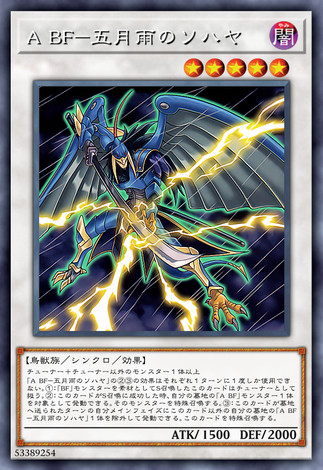 A BF－五月雨のソハヤ
闇
やみ
【鳥獣族／シンクロ／効果】
チューナー＋チューナー以外のモンスター１体以上
「A BF－五月雨のソハヤ」の②③の効果はそれぞれ１ターンに１度しか使用でき
ない。①：「BF」モンスターを素材としてS召喚したこのカードはチューナーとして
扱う。②：このカードがS召喚に成功した時、自分の墓地の「A BF」モンスター１体
を対象として発動できる。そのモンスターを特殊召喚する。③：このカードが墓地
へ送られたターンの自分メインフェイズにこのカード以外の自分の墓地の「A BF
－五月雨のソハヤ」１体を除外して発動できる。このカードを特殊召喚する。
ATK/ 1500 DEF/2000
53389254